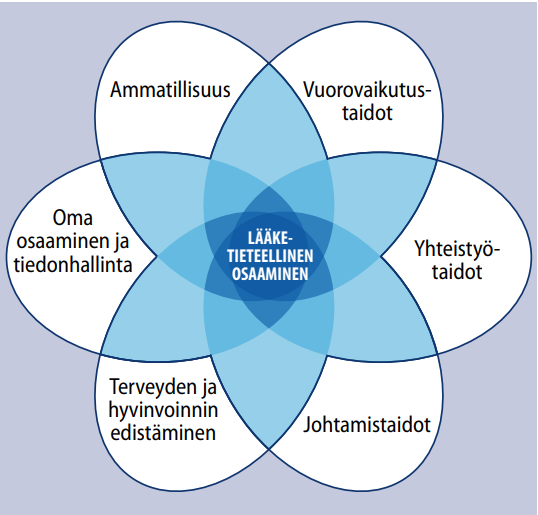 Ammatillisuus
Vuorovaikutus-
taidot
Oma
osaaminen ja
tiedonhallinta
LÄÄKE-
TIETEELLINEN
OSAAMINEN
Yhteistyö-
taidot
Terveyden ja
hyvinvoinnin
edistäminen
Johtamistaidot